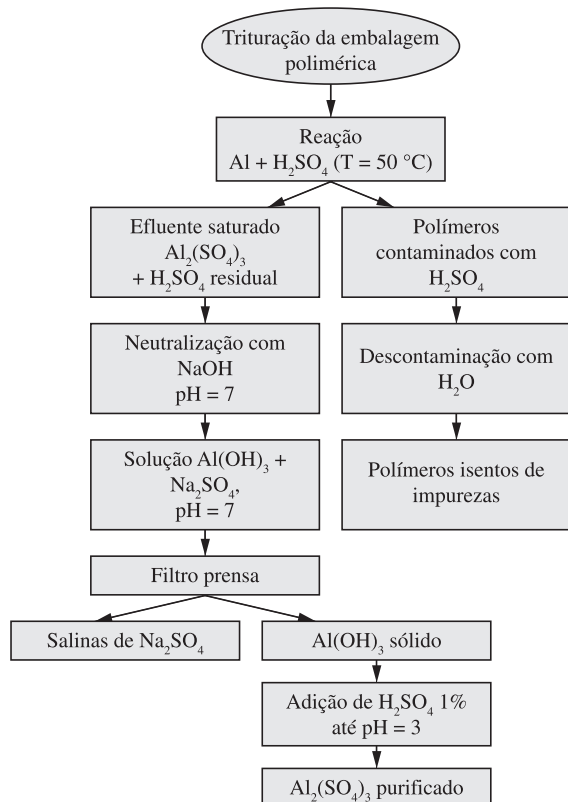 Trituração da embalagem
polimérica
Reação
Al + H₂SO₄ (T = 50 °C)
Efluente saturado
Al₂(SO₄)₃
+ H₂SO₄ residual
Polímeros
contaminados com
H₂SO₄
Neutralização com
NaOH
pH = 7
Descontaminação com
H₂O
Solução Al(OH)₃ +
Na₂SO₄,
pH = 7
Polímeros isentos de
impurezas
Filtro prensa
Salinas de Na₂SO₄
Al(OH)₃ sólido
Adição de H₂SO₄ 1%
até pH = 3
Al₂(SO₄)₃ purificado